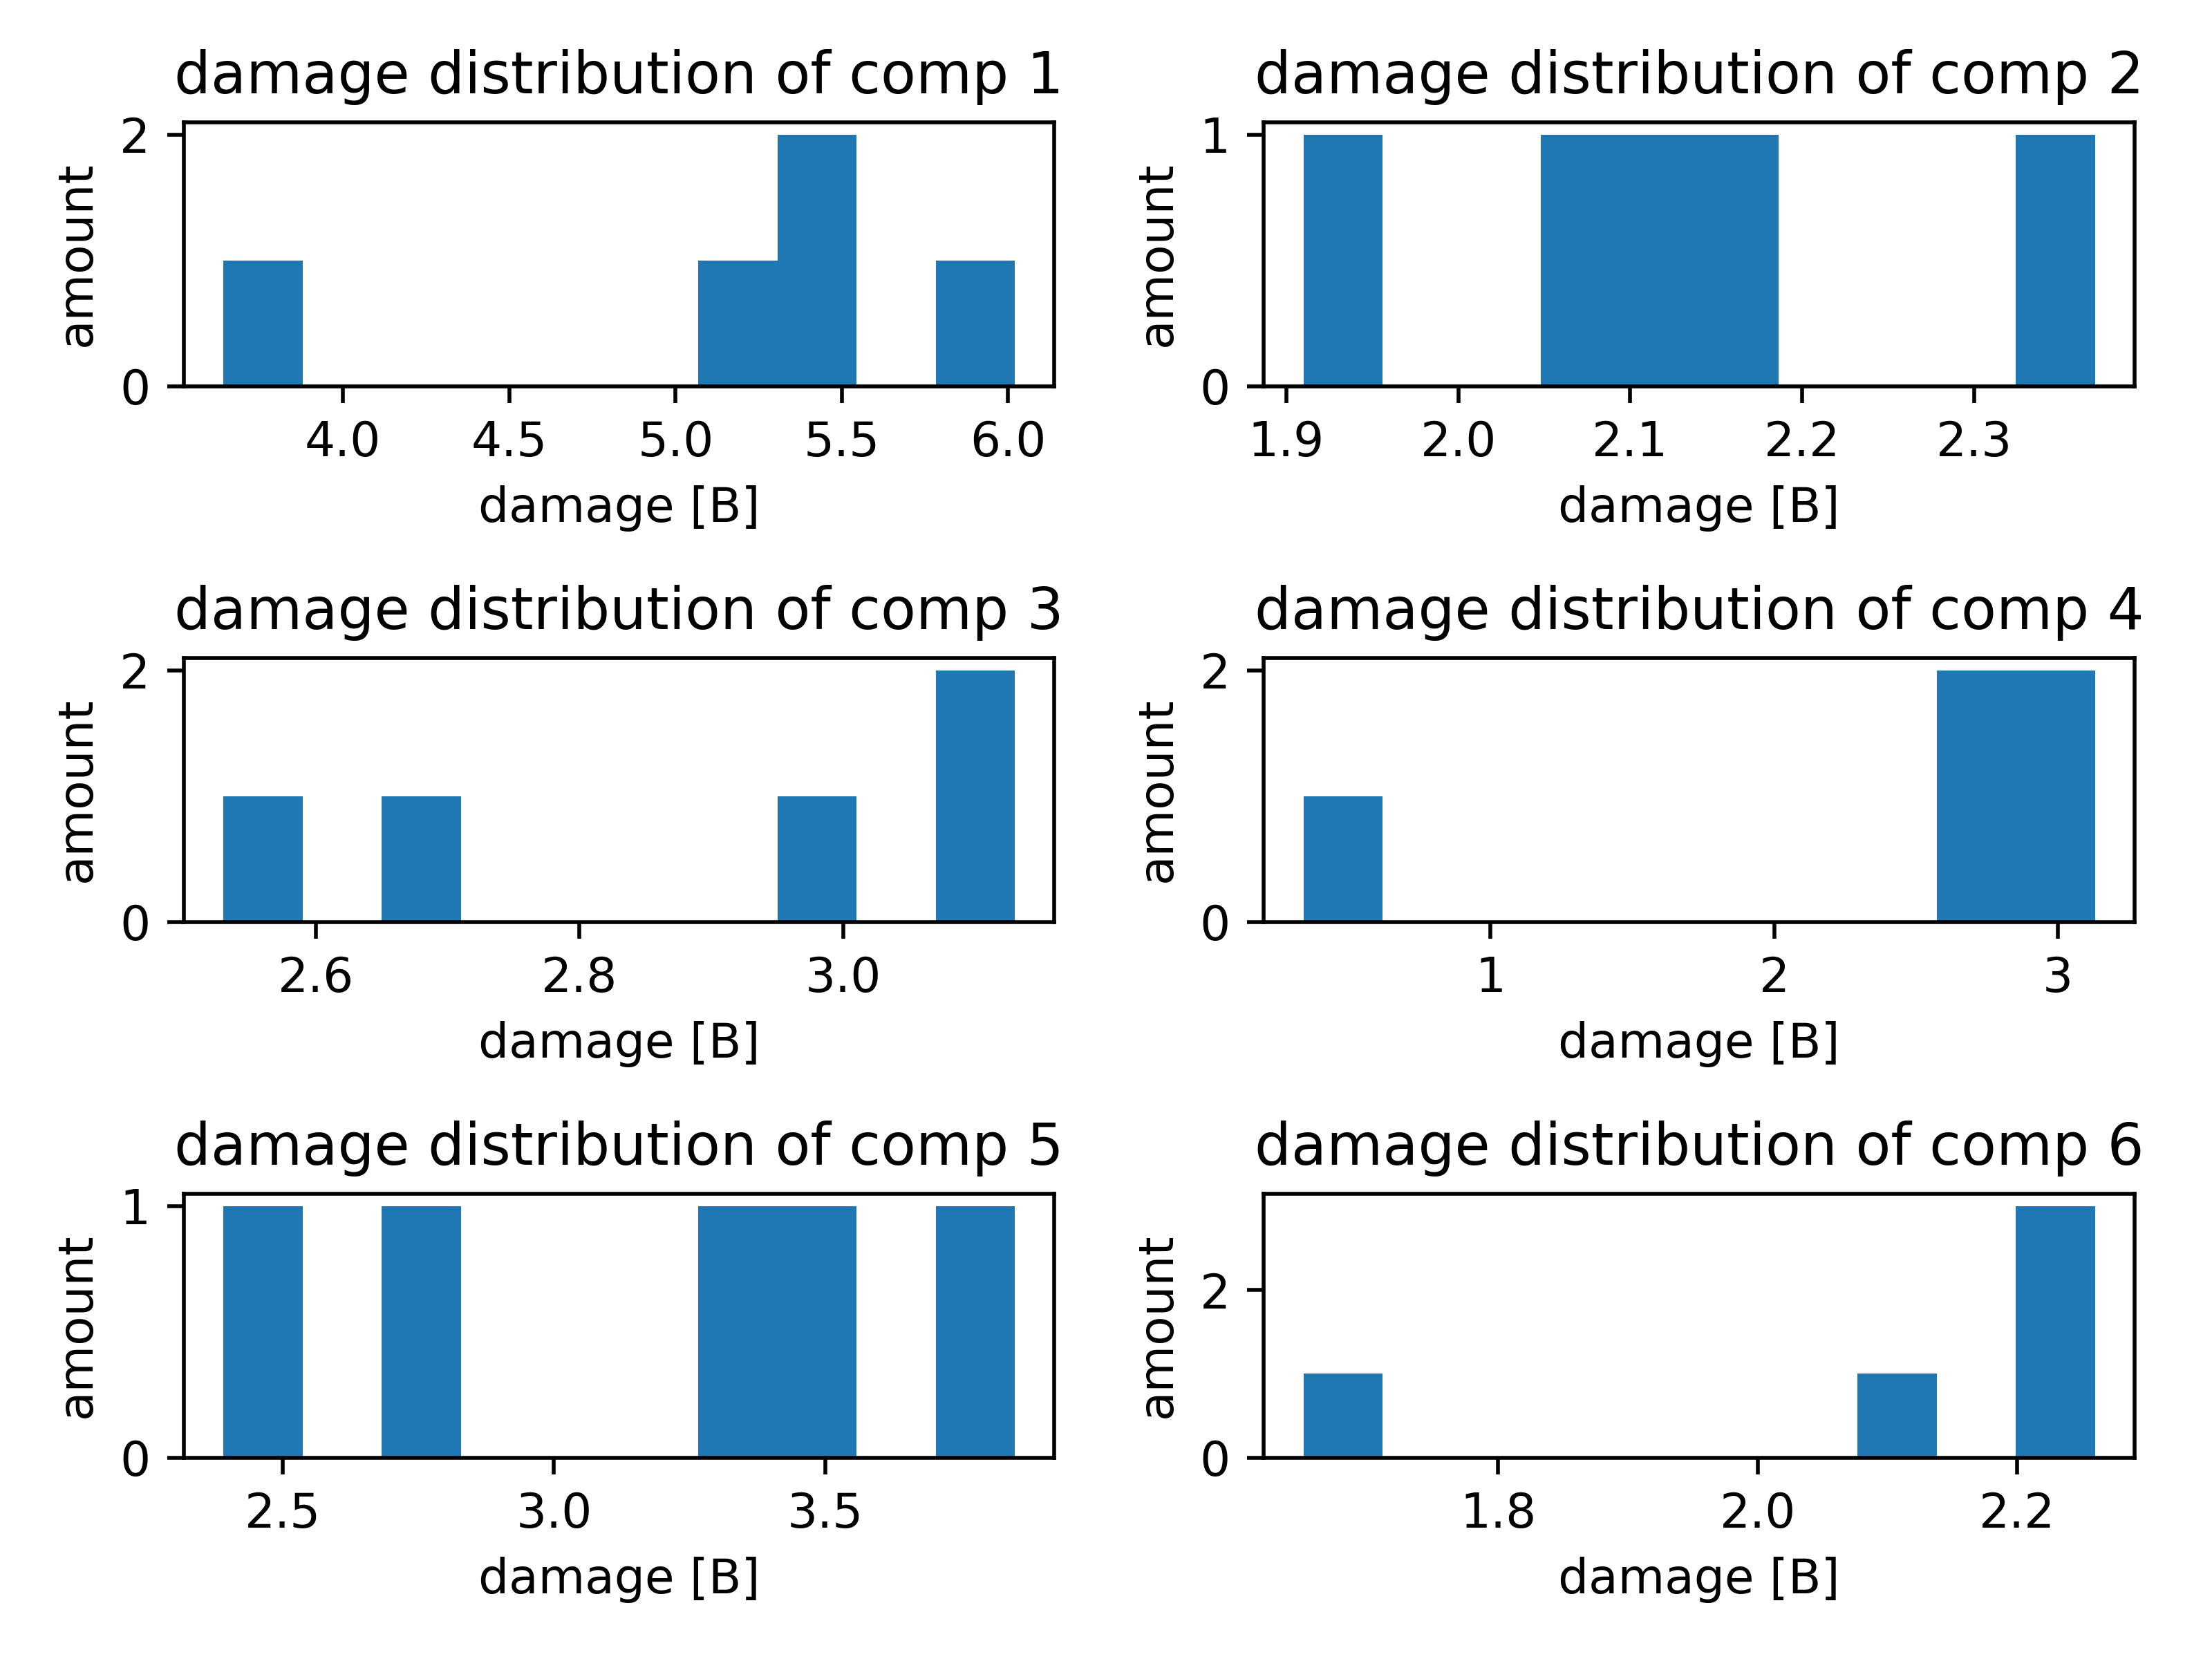 damage distribution of comp 1
amount
2
0
4.0 4.5 5.0 5.5 6.0
damage [B]
damage distribution of comp 2
amount
1
0
1.9 2.0 2.1 2.2 2.3
damage [B]
damage distribution of comp 3
amount
2
0
2.6 2.8 3.0
damage [B]
damage distribution of comp 4
amount
2
0
1 2 3
damage [B]
damage distribution of comp 5
amount
1
0
2.5 3.0 3.5
damage [B]
damage distribution of comp 6
amount
2
0
1.8 2.0 2.2
damage [B]